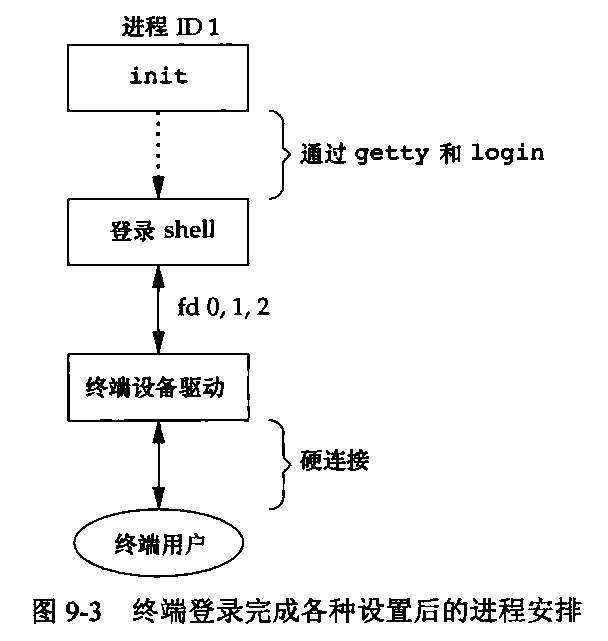 进程 ID 1
init
通过 getty 和 login
登录 shell
fd 0, 1, 2
终端设备驱动
硬连接
终端用户
图 9-3 终端登录完成各种设置后的进程安排